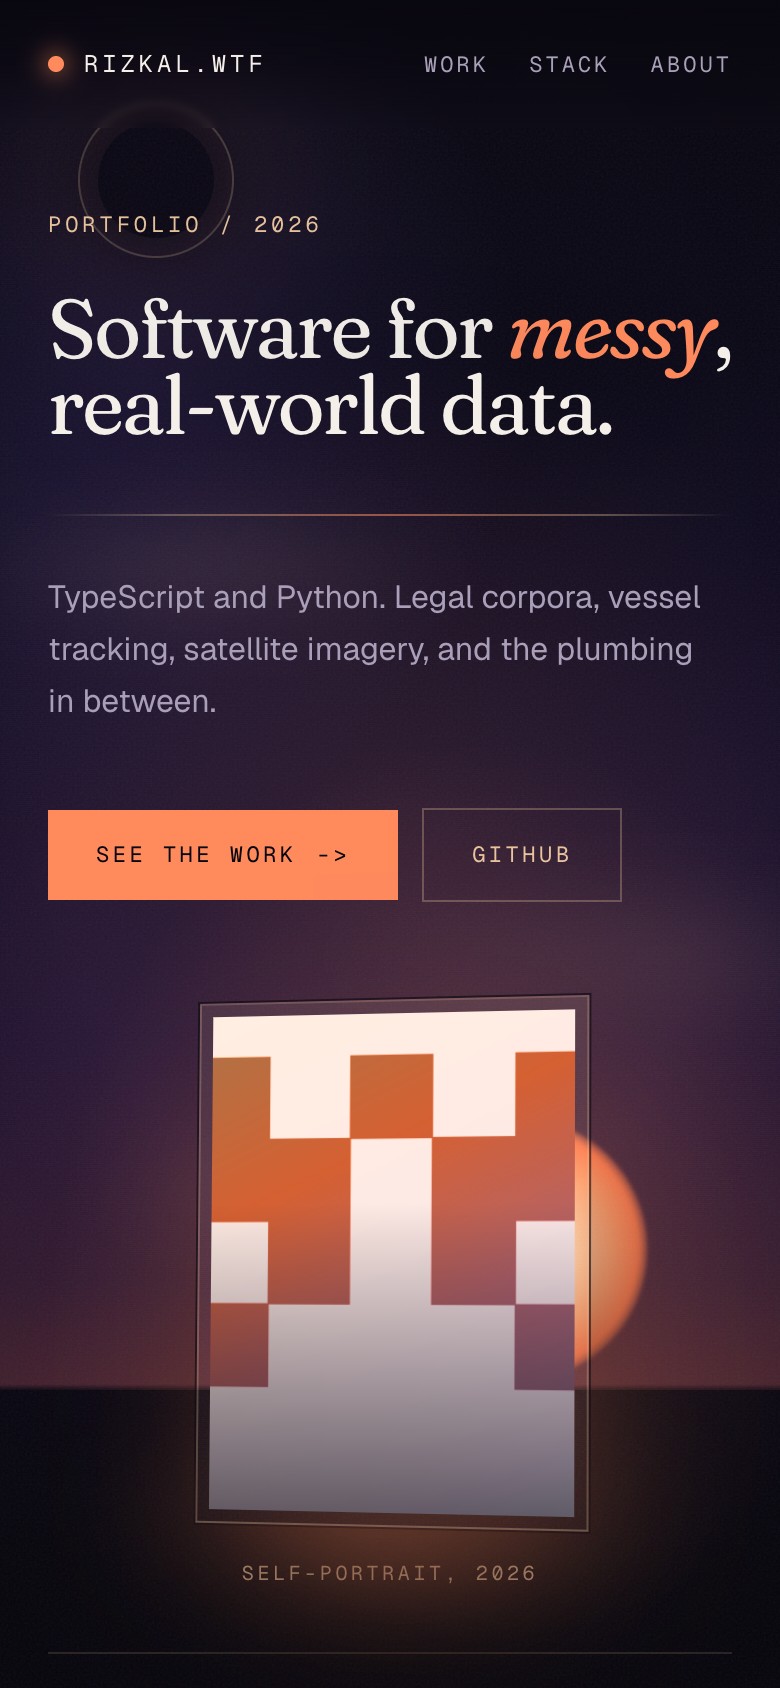 RIZKAL.WTF
WORK STACK ABOUT
PORTFOLIO / 2026
Software for messy,
real-world data.
TypeScript and Python. Legal corpora, vessel
tracking, satellite imagery, and the plumbing
in between.
SEE THE WORK ->
GITHUB
SELF-PORTRAIT, 2026